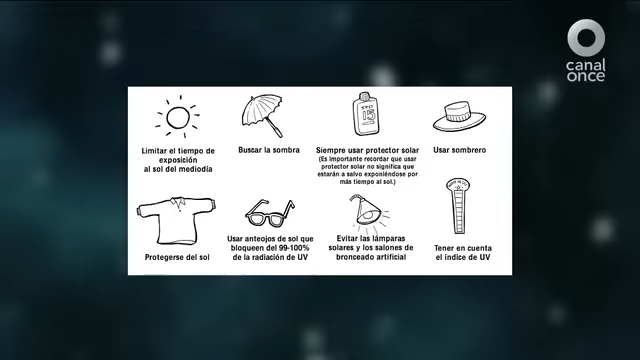 canal
once
Limitar el tiempo de
exposición
al sol del mediodía
Buscar la sombra
15
Siempre usar protector solar
(Es importante recordar que usar
protector solar no significa que
estarán a salvo exponiéndose por
más tiempo al sol.)
Usar sombrero
Protegerse del sol
Usar anteojos de sol que
bloqueen del 99-100%
de la radiación de UV
Evitar las lámparas
solares y los salones de
bronceado artificial
Tener en cuenta
el índice de UV